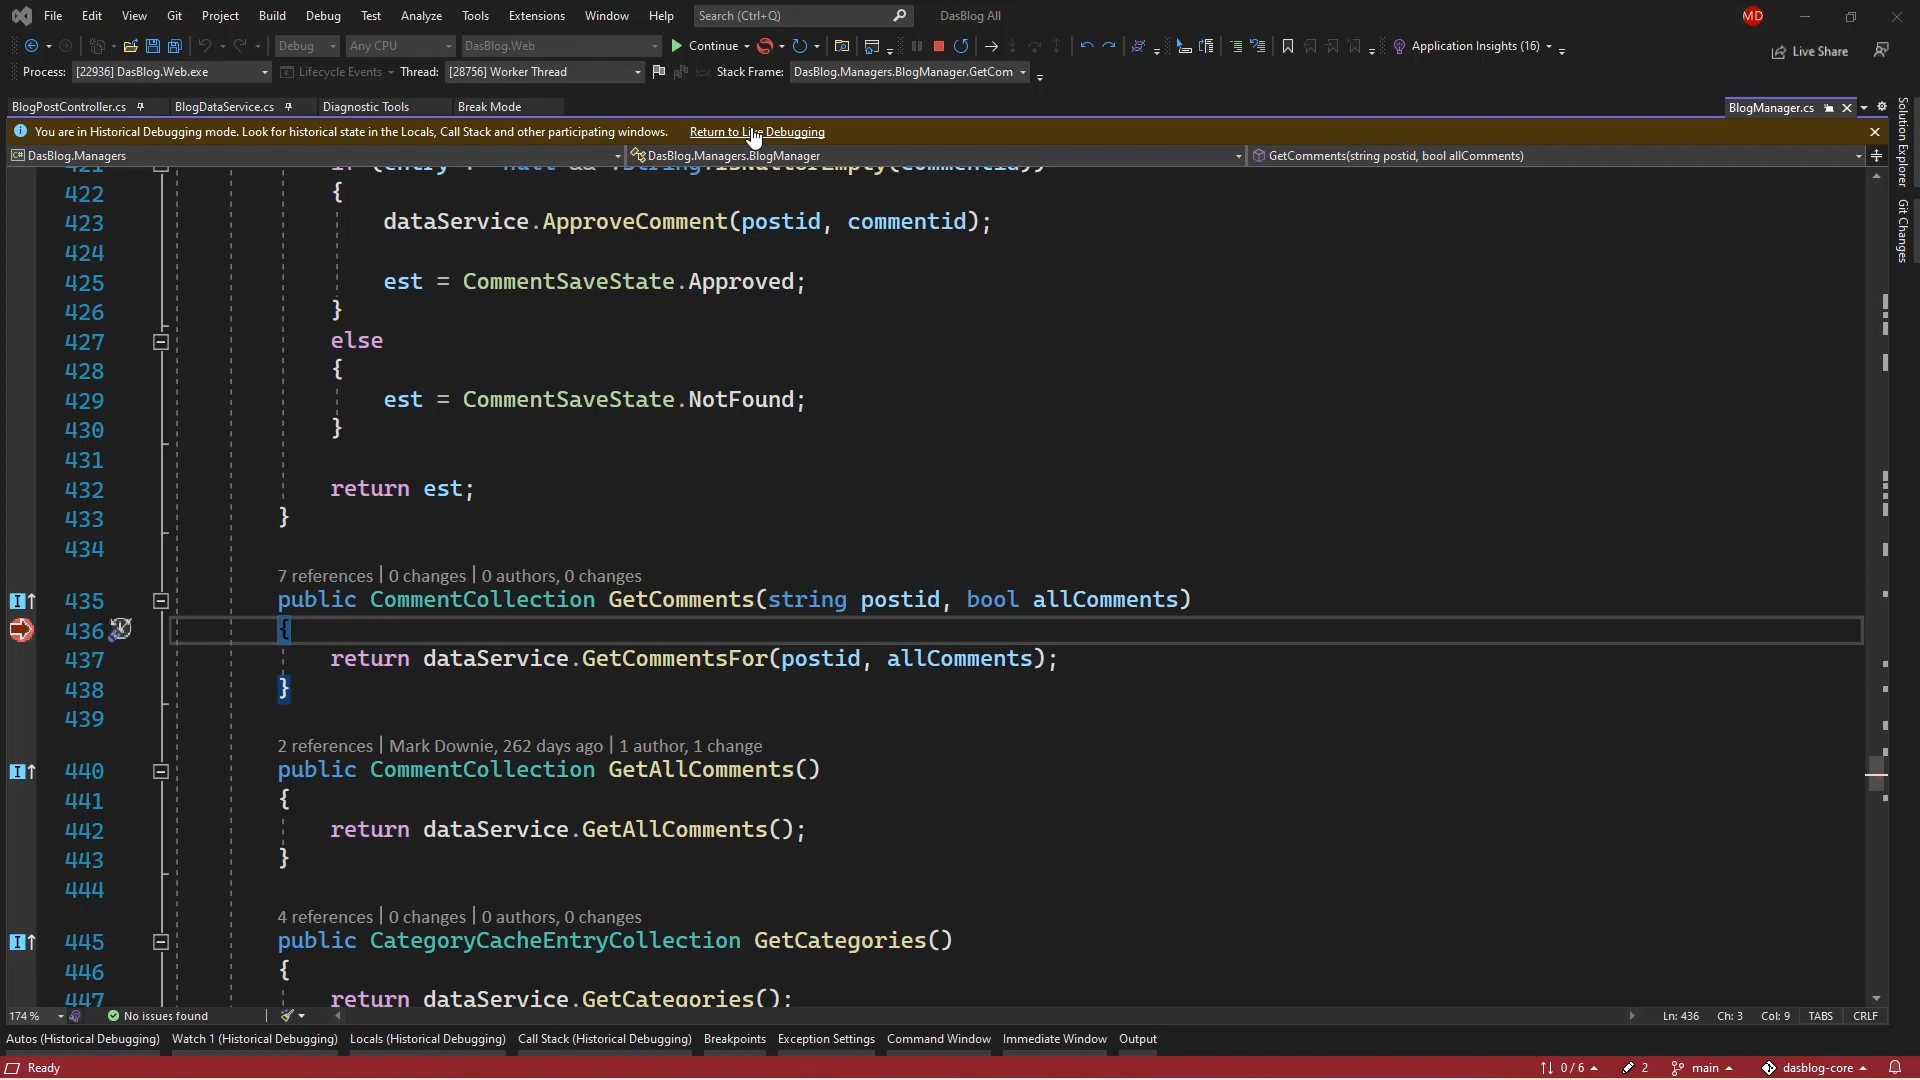 File Edit View Git Project Build Debug Test Analyze Tools Extensions Window Help Search (Ctrl+Q) DasBlog All MD
Debug Any CPU DasBlog.Web Continue Application Insights (16) Live Share
Process: [22936] DasBlog.Web.exe Lifecycle Events Thread: [28756] Worker Thread Stack Frame: DasBlog.Managers.BlogManager.GetCom
BlogPostController.cs BlogDataService.cs Diagnostic Tools Break Mode BlogManager.cs
You are in Historical Debugging mode. Look for historical state in the Locals, Call Stack and other participating windows. Return to Live Debugging
DasBlog.Managers DasBlog.Managers.BlogManager GetComments(string postid, bool allComments)
422 {
423 dataService.ApproveComment(postid, commentid);
424
425 est = CommentSaveState.Approved;
426 }
427 else
428 {
429 est = CommentSaveState.NotFound;
430 }
431
432 return est;
433 }
434
7 references | 0 changes | 0 authors, 0 changes
435 public CommentCollection GetComments(string postid, bool allComments)
436 {
437 return dataService.GetCommentsFor(postid, allComments);
438 }
439
2 references | Mark Downie, 262 days ago | 1 author, 1 change
440 public CommentCollection GetAllComments()
441 {
442 return dataService.GetAllComments();
443 }
444
4 references | 0 changes | 0 authors, 0 changes
445 public CategoryCacheEntryCollection GetCategories()
446 {
447 return dataService.GetCategories();
174 % No issues found Ln: 436 Ch: 3 Col: 9 TABS CRLF
Autos (Historical Debugging) Watch 1 (Historical Debugging) Locals (Historical Debugging) Call Stack (Historical Debugging) Breakpoints Exception Settings Command Window Immediate Window Output
Ready 0 / 6 2 main dasblog-core
Solution Explorer
Git Changes